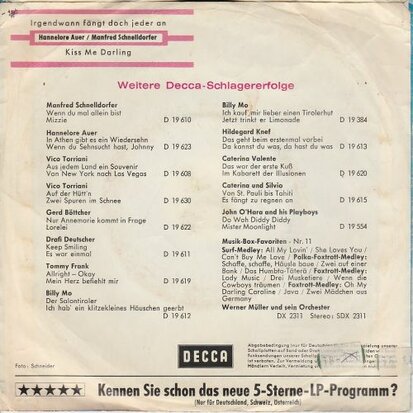 Irgendwann fängt doch jeder an
Hannelore Auer / Manfred Schnelldorfer
Kiss Me Darling
Weitere Decca-Schlagererfolge
Manfred Schnelldorfer
Wenn du mal allein bist
Mizzie D 19 610
Hannelore Auer
In Athen gibt es ein Wiedersehn
Wenn du Sehnsucht hast, Johnny D 19 623
Vico Torriani
Aus jedem Land ein Souvenir
Von New York nach Las Vegas D 19 608
Vico Torriani
Auf der Hütt'n
Zwei Spuren im Schnee D 19 630
Gerd Böttcher
Nur Annemarie kommt in Frage
Lorelei D 19 622
Drafi Deutscher
Keep Smiling
Es war einmal D 19 611
Tommy Frank
Allright - Okay
Mein Herz befiehlt mir D 19 619
Billy Mo
Der Salontiroler
Ich hab' ein klitzekleines Häuschen geerbt
D 19 612
Billy Mo
Ich kauf mir lieber einen Tirolerhut
Jetzt trinkt er Limonade D 19 384
Hildegard Knef
Das geht beim erstenmal vorbei
Da kannst du was, da hast du was D 19 613
Caterina Valente
Das war der erste Kuß
Im Kabarett der Illusionen D 19 620
Caterina und Silvio
Von St. Pauli bis Tahiti
Es fängt zu regnen an D 19 615
John O'Hara and his Playboys
Do Wah Diddy Diddy
Mister Moonlight D 19 554
Musik-Box-Favoriten - Nr. 11
Surf-Medley: All My Lovin' / She Loves You /
Can't Buy Me Love / Polka-Foxtrott-Medley:
Schaffe, schaffe, Häusle baue / Zwei auf einer
Bank / Das Humbta-Täterä / Foxtrott-Medley:
Lady Music / Drei Musketiere / Wenn die
Cowboys träumen / Foxtrott-Medley: Oh My
Darling Caroline / Java / Zwei Mädchen aus
Germany
Werner Müller und sein Orchester
DX 2311 Stereo: SDX 2311
DECCA
Foto: Schneider
Kennen Sie schon das neue 5-Sterne-LP-Programm?
(Nur für Deutschland, Schweiz, Österreich)